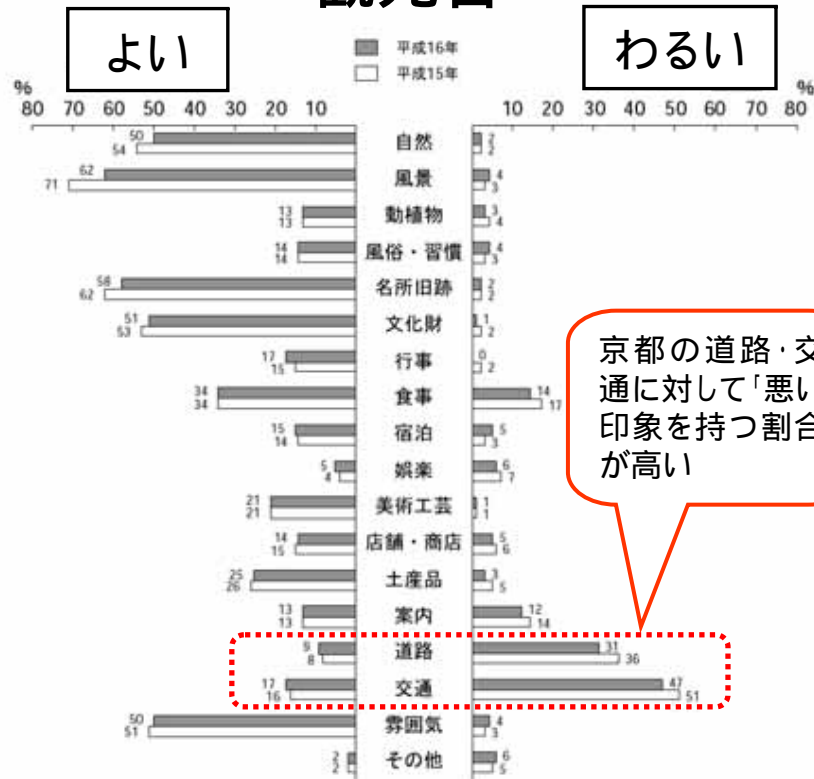 よい
平成16年
平成15年
わるい
% %
80 70 60 50 40 30 20 10 10 20 30 40 50 60 70 80
50 自然 2
54 2
62 風景 4
71 3
13 動植物 3
13 4
14 風俗・習慣 4
14 3
58 名所旧跡 2
62 2
51 文化財 1
53 2
17 行事 0
15 2
34 食事 14
34 17
15 宿泊 5
14 3
5 娯楽 6
4 7
21 美術工芸 1
21 1
14 店舗・商店 5
15 6
25 土産品 3
26 5
13 案内 12
13 14
9 道路 31
8 36
17 交通 47
16 51
50 雰囲気 4
51 3
2 その他 6
2 5
京都の道路・交
通に対して「悪い
印象を持つ割合
が高い